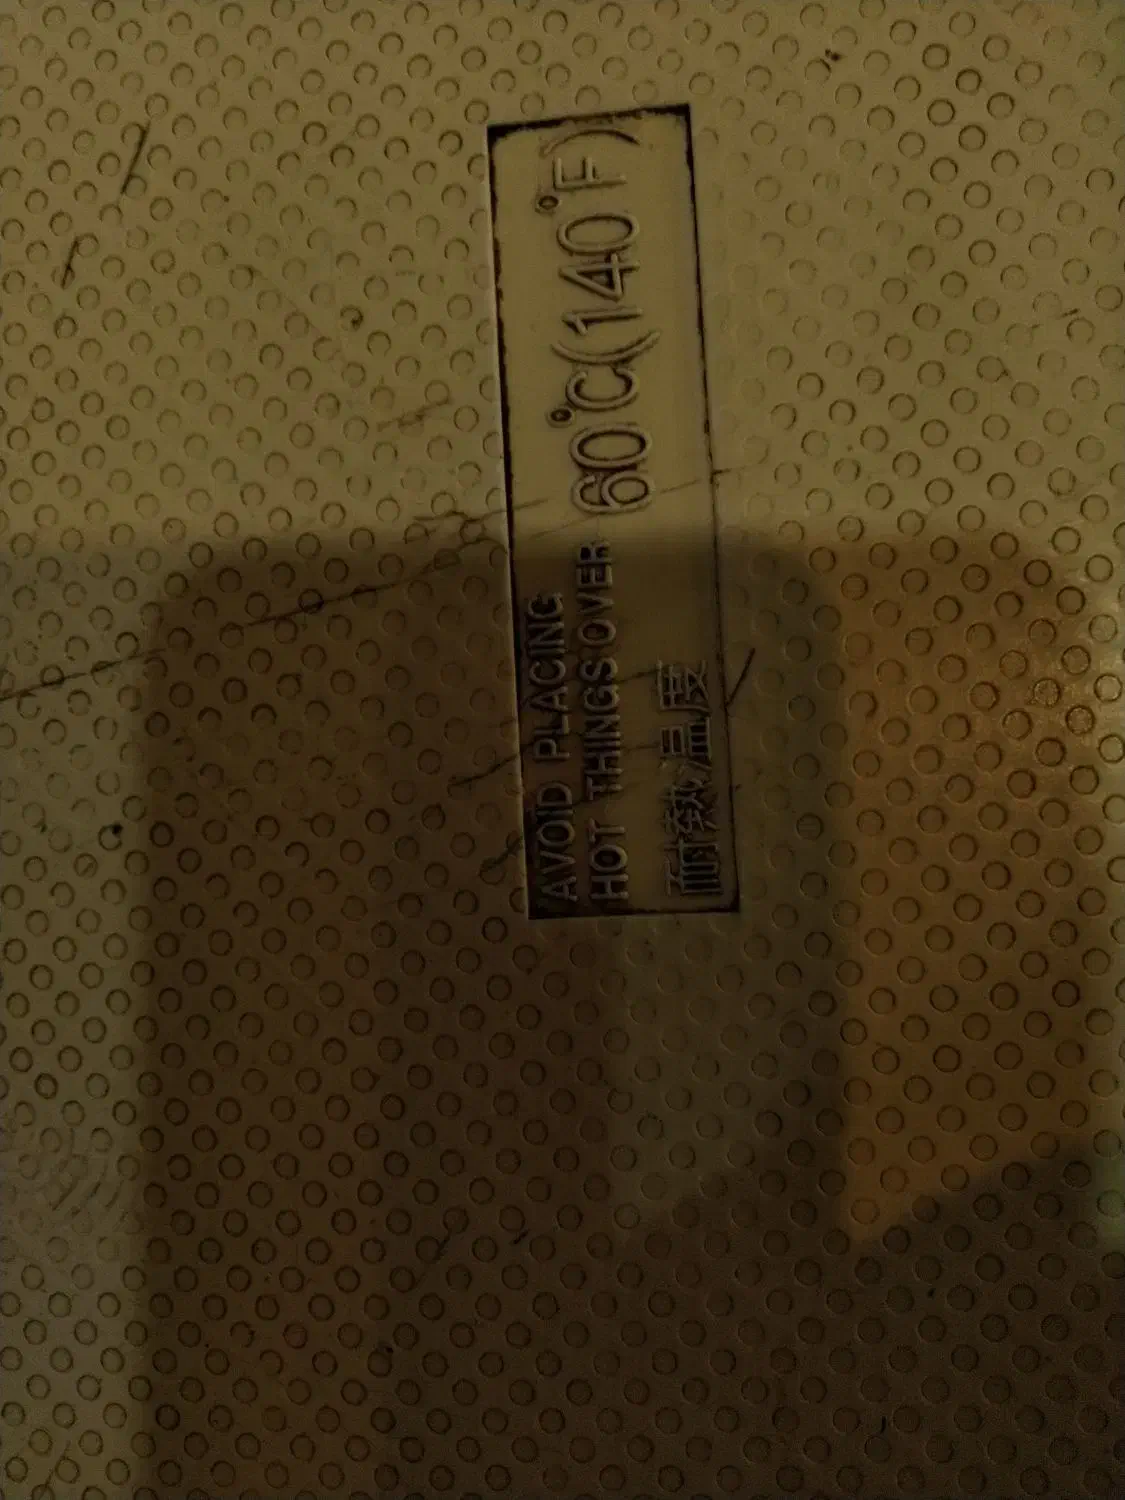 AVOID PLACING
HOT THINGS OVER 60°C(140°F)
耐熱温度